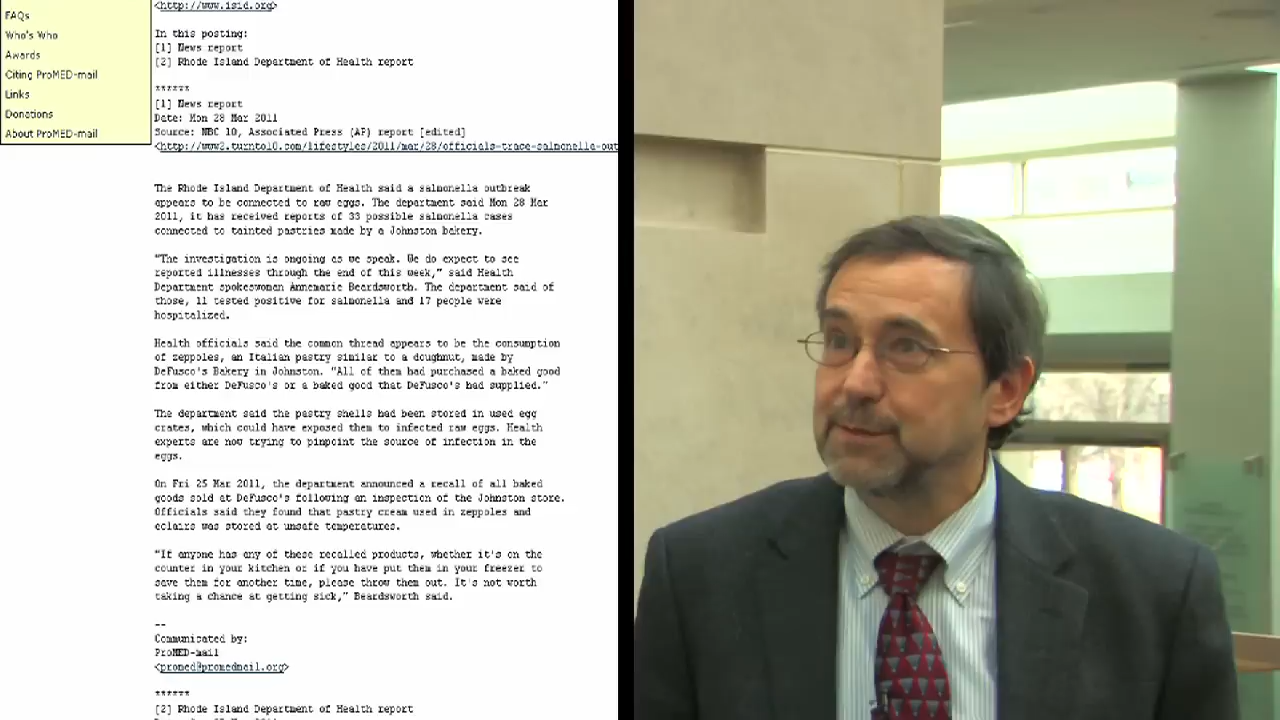 FAQs
Who's Who
Awards
Citing ProMED-mail
Links
Donations
About ProMED-mail
<http://www.isid.org>
In this posting:
[1] News report
[2] Rhode Island Department of Health report
******
[1] News report
Date: Mon 28 Mar 2011
Source: NBC 10, Associated Press (AP) report [edited]
<http://www2.turnto10.com/lifestyles/2011/mar/28/officials-trace-salmonella-out
The Rhode Island Department of Health said a salmonella outbreak
appears to be connected to raw eggs. The department said Mon 28 Mar
2011, it has received reports of 33 possible salmonella cases
connected to tainted pastries made by a Johnston bakery.
"The investigation is ongoing as we speak. We do expect to see
reported illnesses through the end of this week," said Health
Department spokeswoman Annemarie Beardsworth. The department said of
those, 11 tested positive for salmonella and 17 people were
hospitalized.
Health officials said the common thread appears to be the consumption
of zeppoles, an Italian pastry similar to a doughnut, made by
DeFusco's Bakery in Johnston. "All of them had purchased a baked good
from either DeFusco's or a baked good that DeFusco's had supplied."
The department said the pastry shells had been stored in used egg
crates, which could have exposed them to infected raw eggs. Health
experts are now trying to pinpoint the source of infection in the
eggs.
On Fri 25 Mar 2011, the department announced a recall of all baked
goods sold at DeFusco's following an inspection of the Johnston store.
Officials said they found that pastry cream used in zeppoles and
eclairs was stored at unsafe temperatures.
"If anyone has any of these recalled products, whether it's on the
counter in your kitchen or if you have put them in your freezer to
save them for another time, please throw them out. It's not worth
taking a chance at getting sick," Beardsworth said.
--
Communicated by:
ProMED-mail
<promed@promedmail.org>
******
[2] Rhode Island Department of Health report